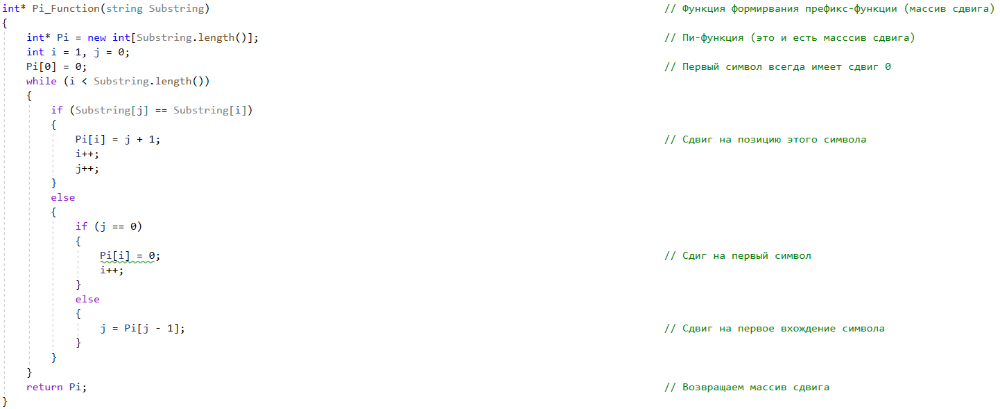 int* Pi_Function(string Substring) // Функция формирвания префикс-функции (массив сдвига)
{
int* Pi = new int[Substring.length()]; // Пи-функция (это и есть масссив сдвига)
int i = 1, j = 0;
Pi[0] = 0; // Первый символ всегда имеет сдвиг 0
while (i < Substring.length())
{
if (Substring[j] == Substring[i])
{
Pi[i] = j + 1; // Сдвиг на позицию этого символа
i++;
j++;
}
else
{
if (j == 0)
{
Pi[i] = 0; // Сдиг на первый символ
i++;
}
else
{
j = Pi[j - 1]; // Сдвиг на первое вхождение символа
}
}
}
return Pi; // Возвращаем массив сдвига
}